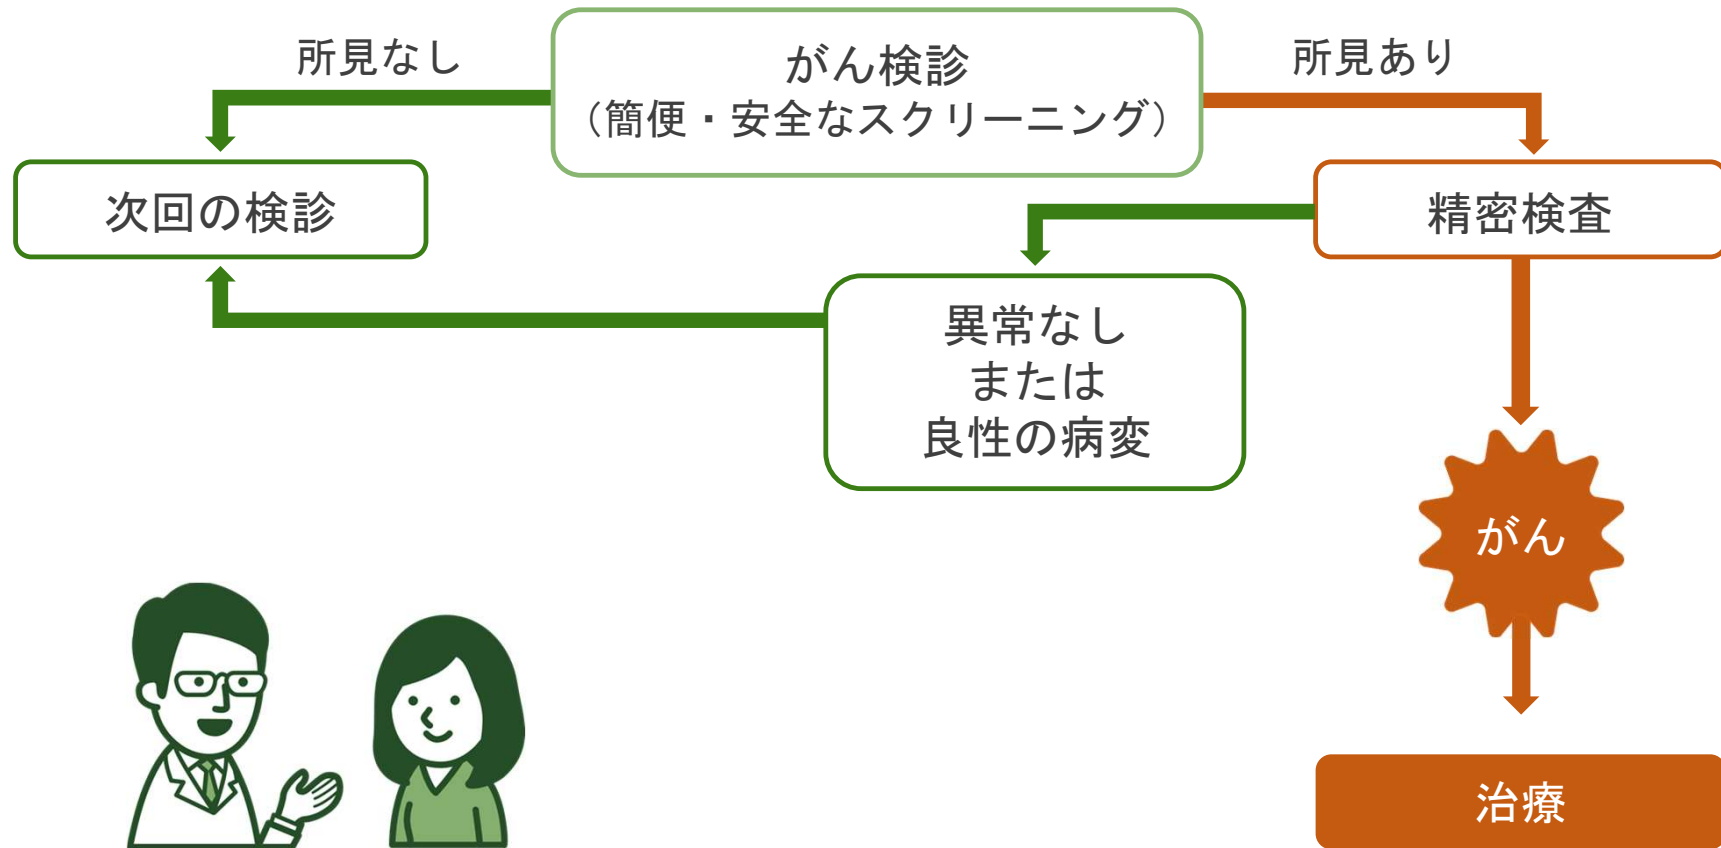 所見なし
がん検診
（簡便・安全なスクリーニング）
所見あり
次回の検診
精密検査
異常なし
または
良性の病変
がん
治療